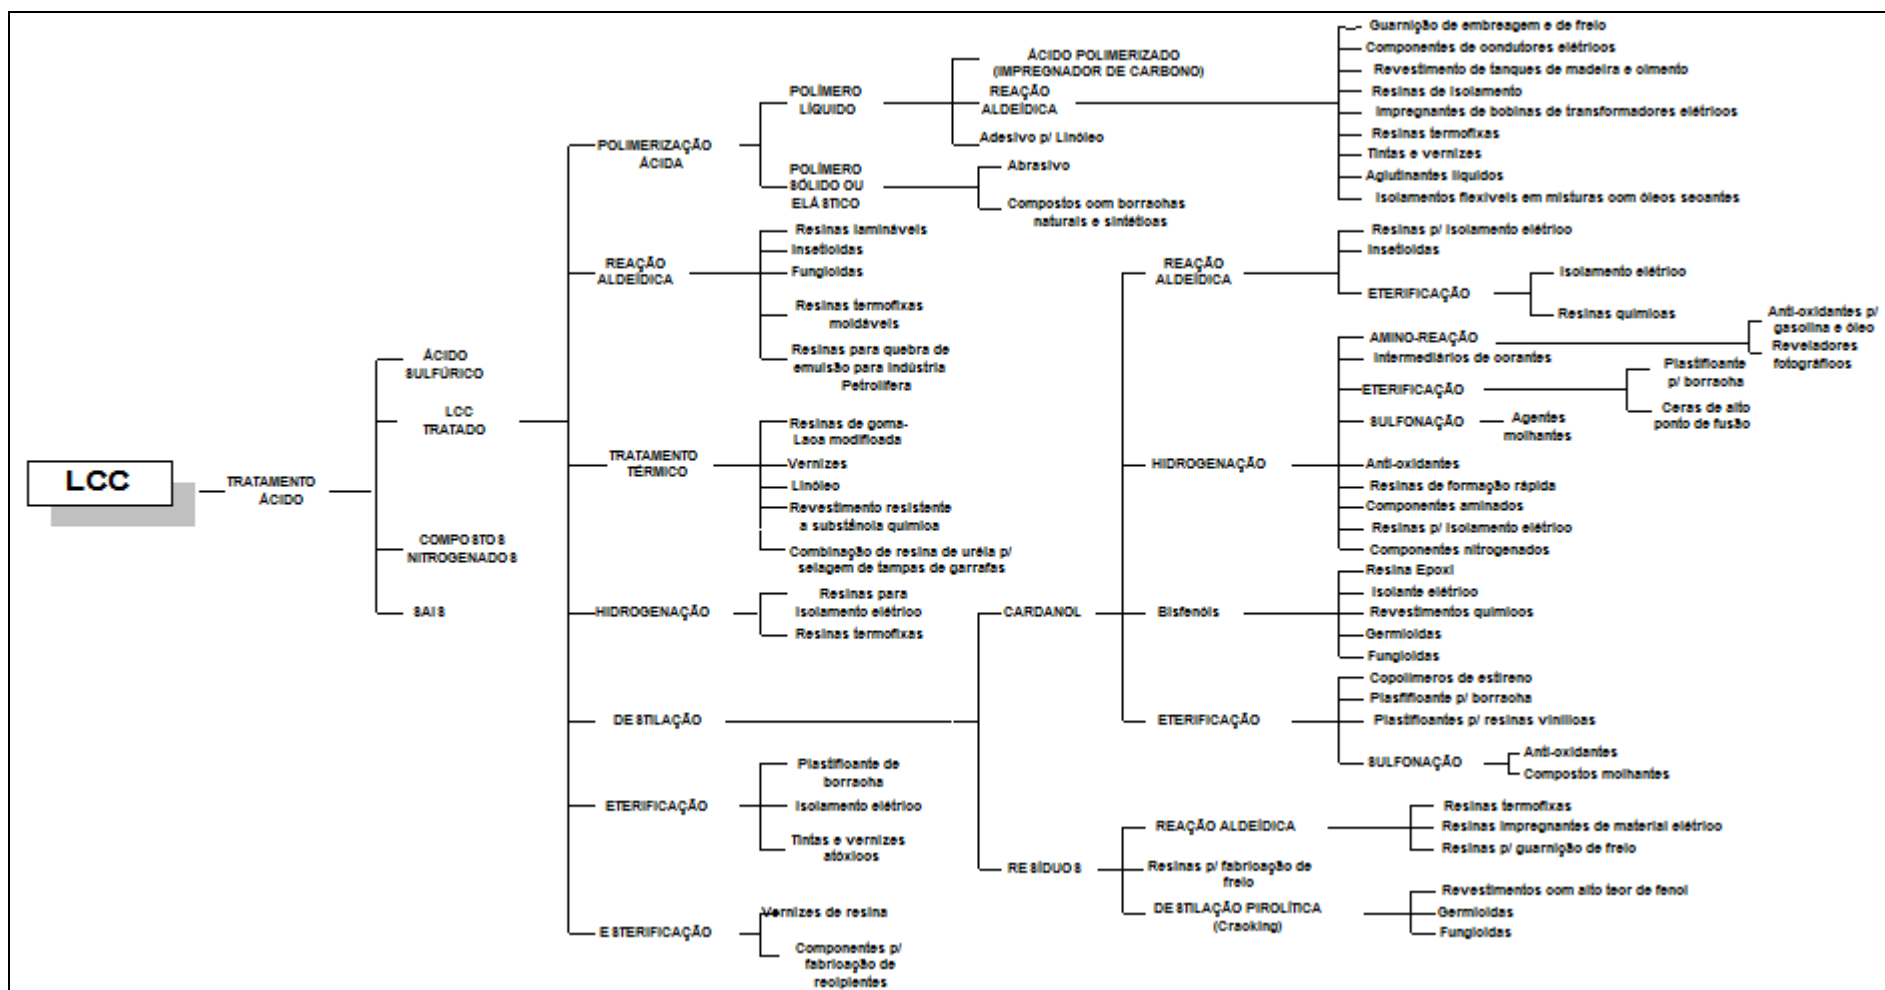 LCC
TRATAMENTO
ÁCIDO
ÁCIDO
SULFÚRICO
LCC
TRATADO
COMPOSTOS
NITROGENADOS
SAIS
POLIMERIZAÇÃO
ÁCIDA
POLÍMERO
LÍQUIDO
ÁCIDO POLIMERIZADO
(IMPREGNADOR DE CARBONO)
REAÇÃO
ALDEÍDICA
Adesivo p/ Linóleo
Guarnição de embreagem e de freio
Componentes de condutores elétricos
Revestimento de tanques de madeira e cimento
Resinas de isolamento
Impregnantes de bobinas de transformadores elétricos
Resinas termofixas
Tintas e vernizes
Aglutinantes líquidos
Isolamentos flexíveis em misturas com óleos secantes
POLÍMERO
SÓLIDO OU
ELÁSTICO
Abrasivo
Compostos com borrachas
naturais e sintéticas
REAÇÃO
ALDEÍDICA
Resinas lamináveis
Inseticidas
Fungicidas
Resinas termofixas
moldáveis
Resinas para quebra de
emulsão para indústria
Petrolífera
TRATAMENTO
TÉRMICO
Resinas de goma-
Laca modificada
Vernizes
Linóleo
Revestimento resistente
a substância química
Combinação de resina de uréia p/
selagem de tampas de garrafas
HIDROGENAÇÃO
Resinas para
isolamento elétrico
Resinas termofixas
DESTILAÇÃO
CARDANOL
REAÇÃO
ALDEÍDICA
Resinas p/ isolamento elétrico
Inseticidas
ETERIFICAÇÃO
Isolamento elétrico
Resinas químicas
HIDROGENAÇÃO
AMINO-REAÇÃO
Anti-oxidantes p/
gasolina e óleo
Reveladores
fotográficos
Intermediários de corantes
ETERIFICAÇÃO
Plastificante
p/ borracha
Ceras de alto
ponto de fusão
SULFONAÇÃO
Agentes
molhantes
Anti-oxidantes
Resinas de formação rápida
Componentes aminados
Resinas p/ isolamento elétrico
Componentes nitrogenados
Bisfenóis
Resina Epoxi
Isolante elétrico
Revestimentos químicos
Germicidas
Fungicidas
ETERIFICAÇÃO
Copolímeros de estireno
Plasfificante p/ borracha
Plastificantes p/ resinas vinílicas
SULFONAÇÃO
Anti-oxidantes
Compostos molhantes
RESÍDUOS
REAÇÃO ALDEÍDICA
Resinas termofixas
Resinas impregnantes de material elétrico
Resinas p/ guarnição de freio
Resinas p/ fabricação de
freio
DESTILAÇÃO PIROLÍTICA
(Cracking)
Revestimentos com alto teor de fenol
Germicidas
Fungicidas
ETERIFICAÇÃO
Plastificante de
borracha
Isolamento elétrico
Tintas e vernizes
atóxicos
ESTERIFICAÇÃO
Vernizes de resina
Componentes p/
fabricação de
recipientes